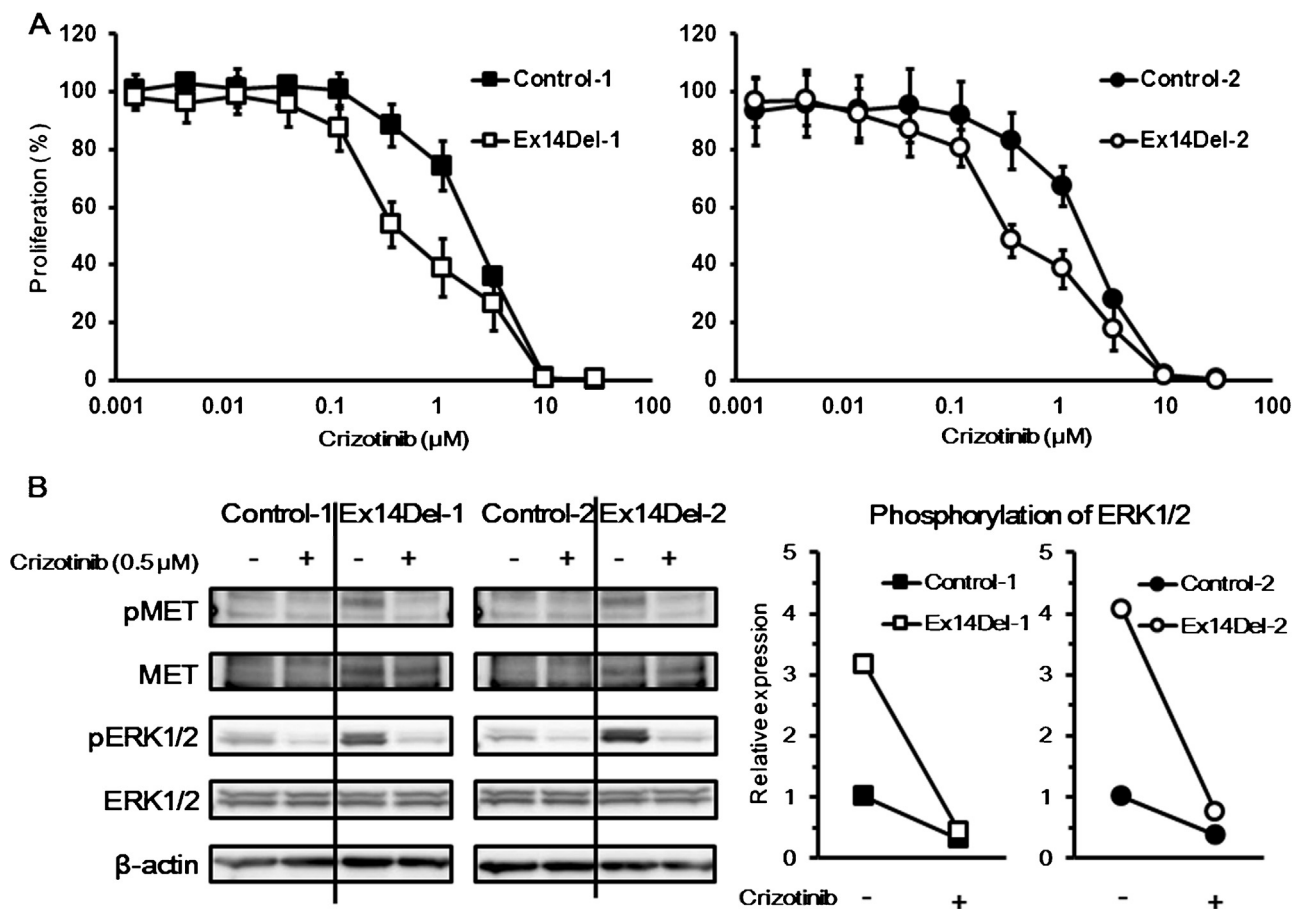 A
120
100
80
60
40
20
0
Proliferation (%)
Control-1
Ex14Del-1
0.001 0.01 0.1 1 10 100
Crizotinib (µM)
120
100
80
60
40
20
0
Control-2
Ex14Del-2
0.001 0.01 0.1 1 10 100
Crizotinib (µM)
B
Control-1 Ex14Del-1 Control-2 Ex14Del-2
Crizotinib (0.5 µM) - + - + - + - +
pMET
MET
pERK1/2
ERK1/2
β-actin
Phosphorylation of ERK1/2
Relative expression
5
4
3
2
1
0
Control-1
Ex14Del-1
5
4
3
2
1
0
Control-2
Ex14Del-2
Crizotinib - + - +